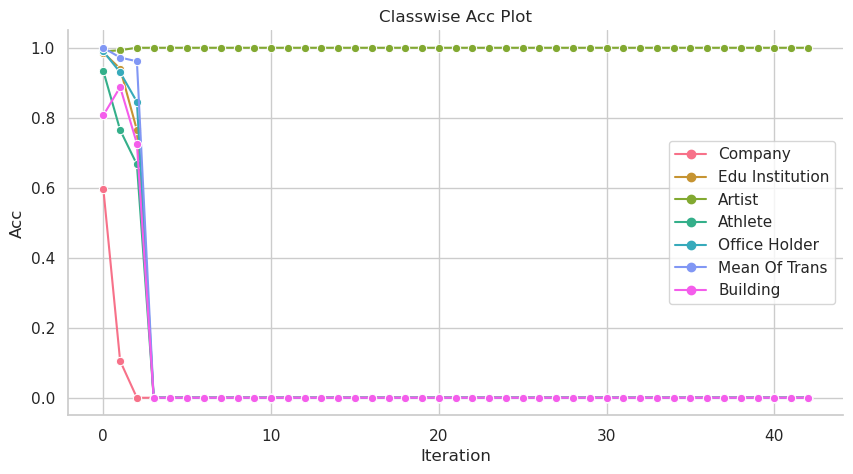 Classwise Acc Plot
1.0
0.8
0.6
0.4
0.2
0.0
Acc
Company
Edu Institution
Artist
Athlete
Office Holder
Mean Of Trans
Building
0 10 20 30 40
Iteration